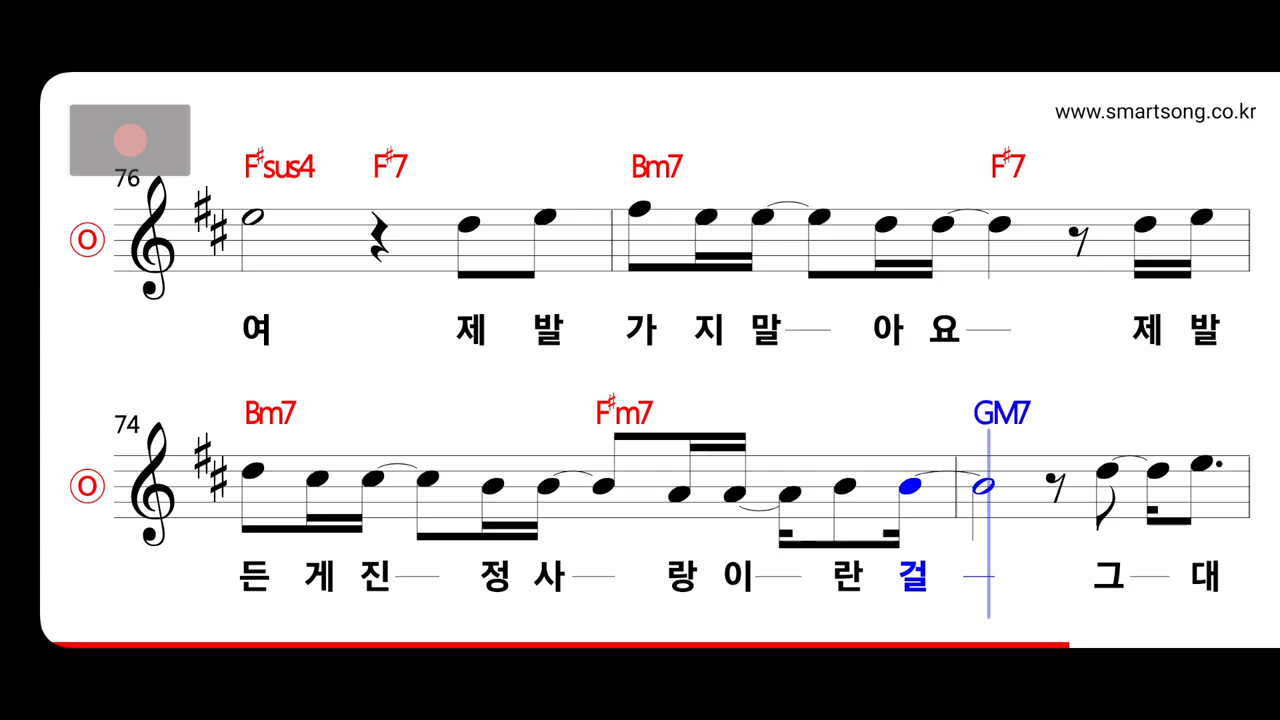 www.smartsong.co.kr
76
F♯sus4 F♯7 Bm7 F♯7
O
여 제 발 가 지 말 아 요 제 발
74
Bm7 F♯m7 GM7
O
든 게 진 정 사 랑 이 란 걸 그 대